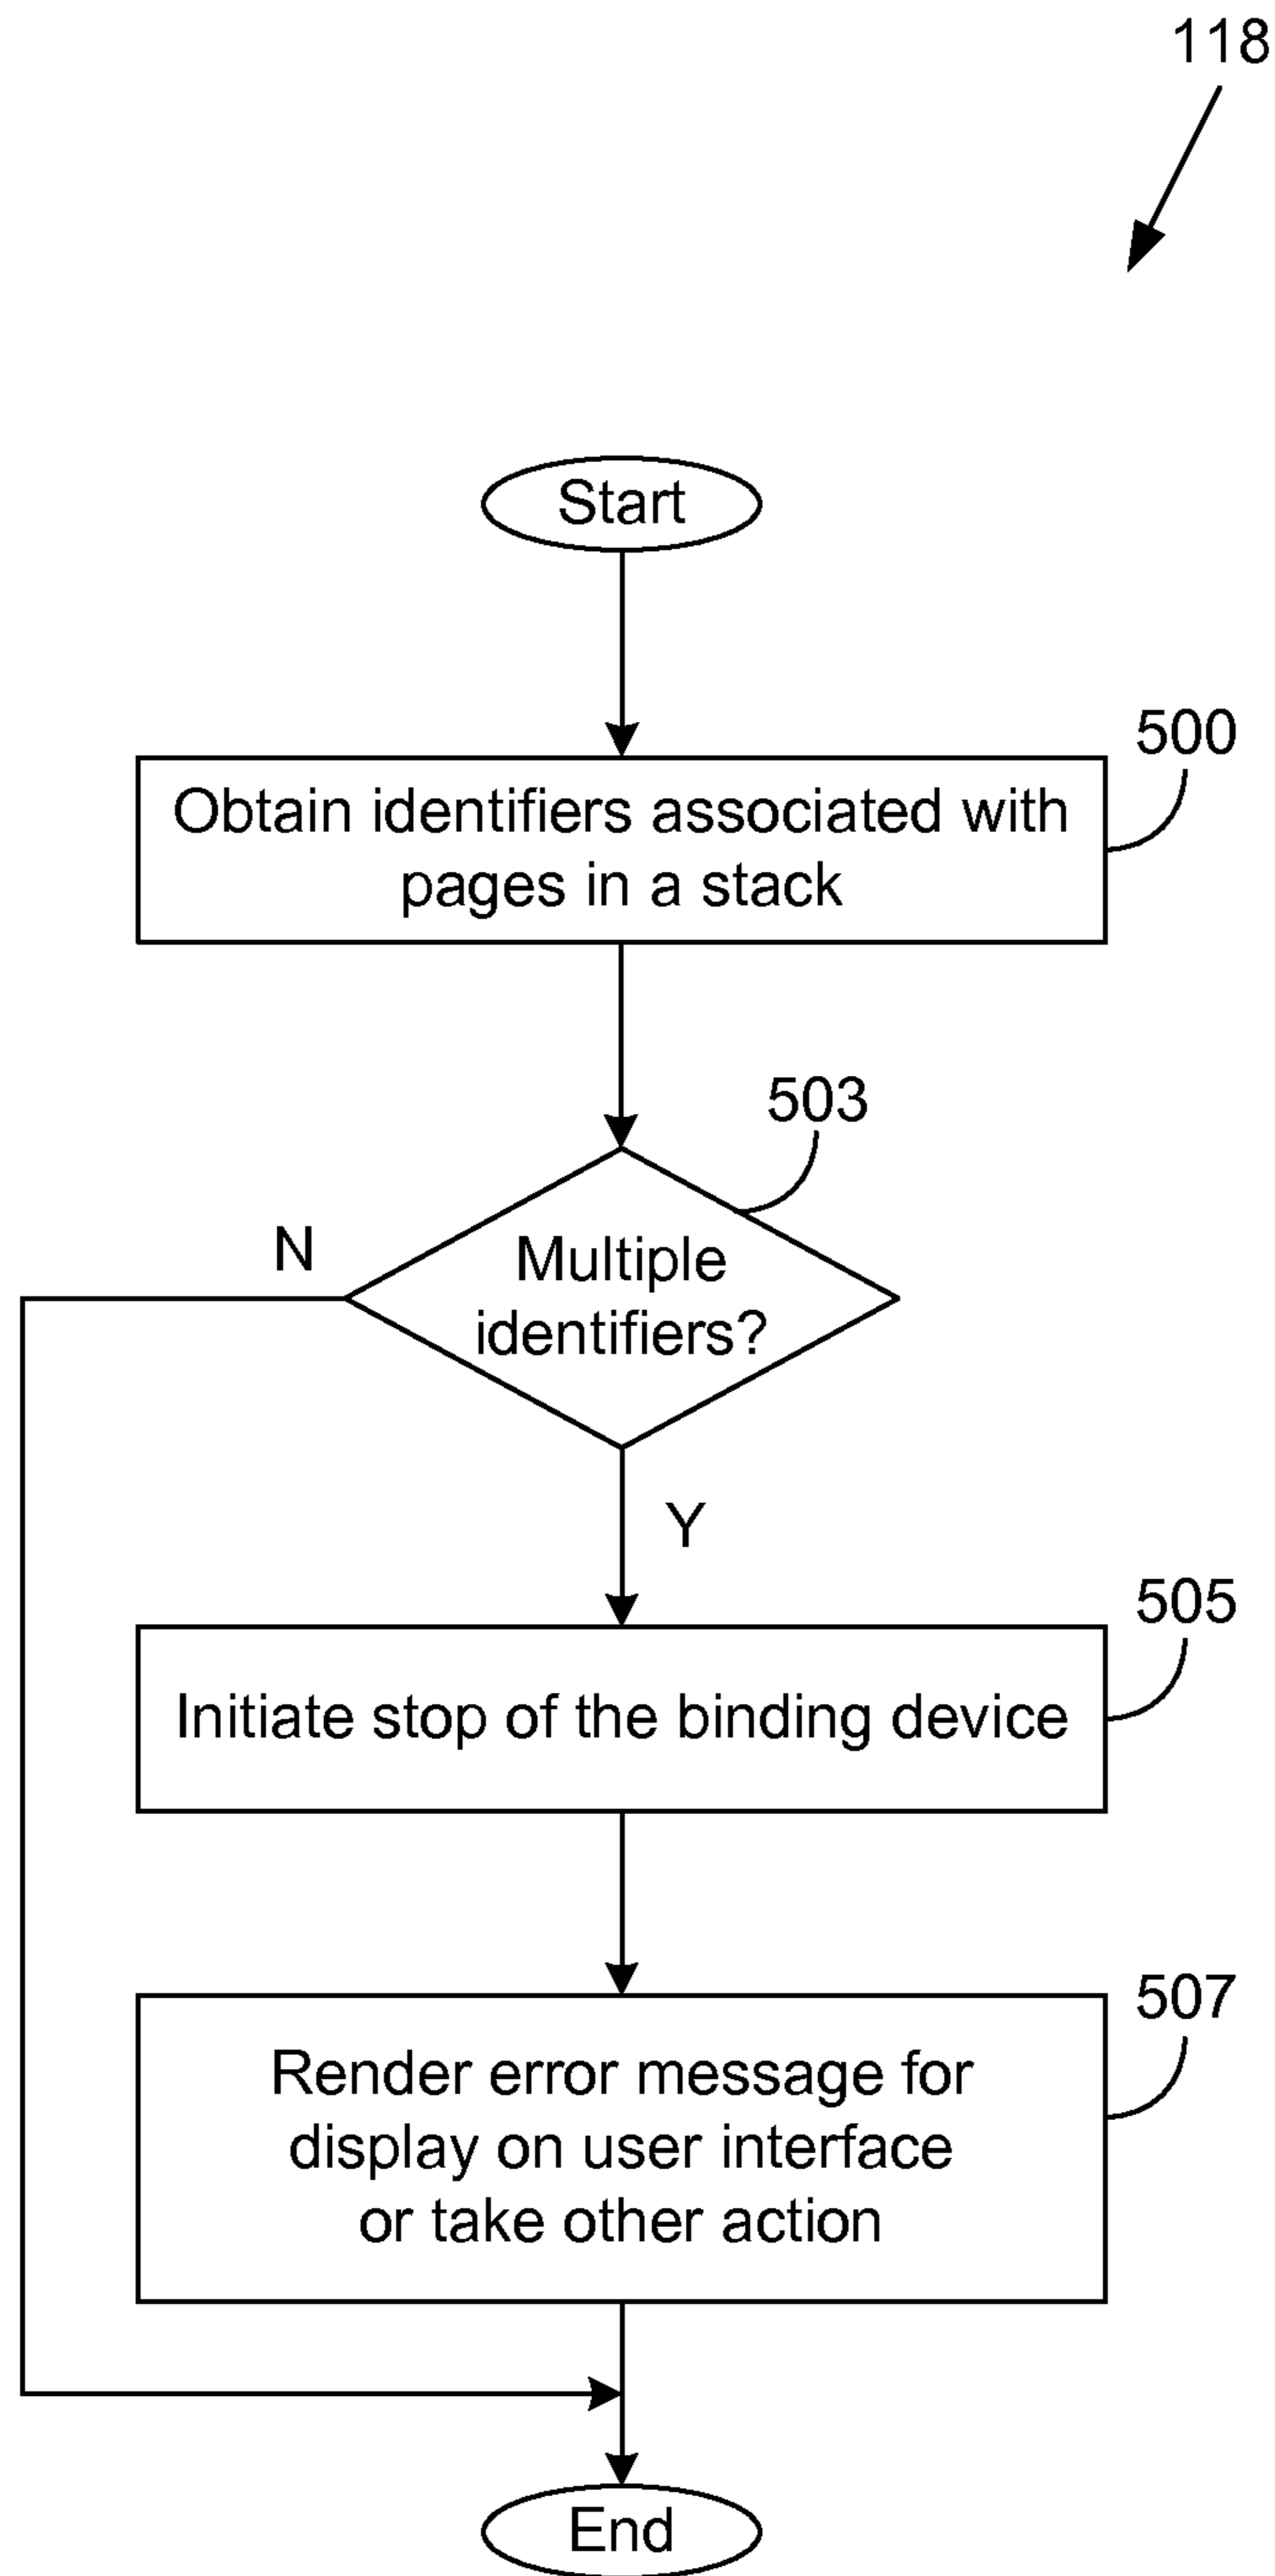 118
Start
500
Obtain identifiers associated with
pages in a stack
503
N
Multiple
identifiers?
Y
505
Initiate stop of the binding device
507
Render error message for
display on user interface
or take other action
End